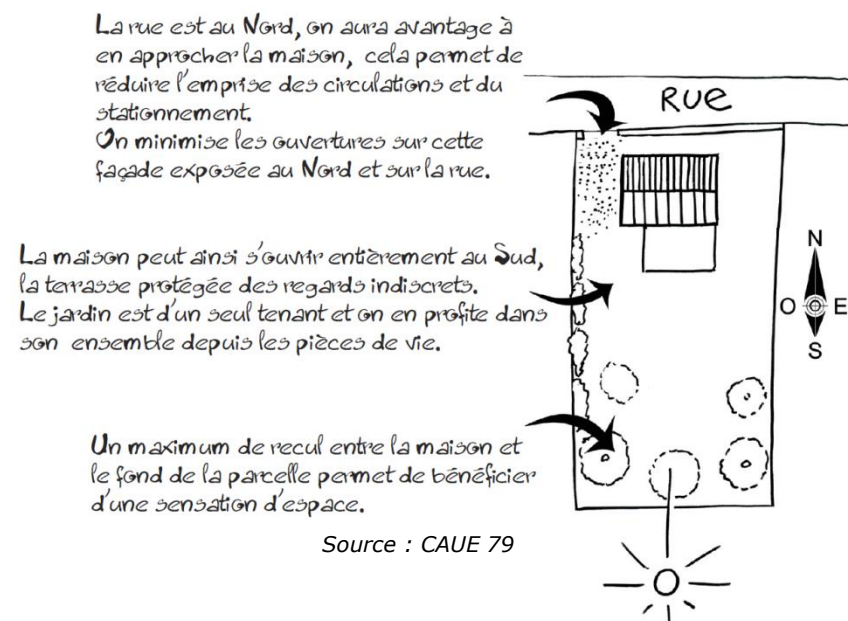 La rue est au Nord, on aura avantage à
en approcher la maison, cela permet de
réduire l'emprise des circulations et du
stationnement.
On minimise les ouvertures sur cette
façade exposée au Nord et sur la rue.
RUE
La maison peut ainsi s'ouvrir entièrement au Sud,
la terrasse protégée des regards indiscrets.
Le jardin est d'un seul tenant et on en profite dans
son ensemble depuis les pièces de vie.
N
O E
S
Un maximum de recul entre la maison et
le fond de la parcelle permet de bénéficier
d'une sensation d'espace.
Source : CAUE 79